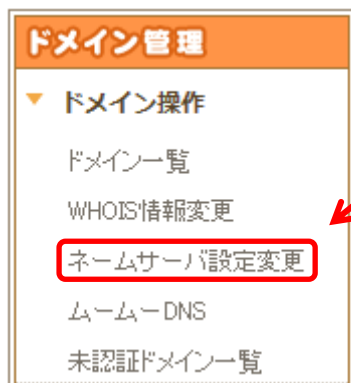 ドメイン管理
ドメイン操作
ドメイン一覧
WHOIS情報変更
ネームサーバ設定変更
ムームーDNS
未認証ドメイン一覧